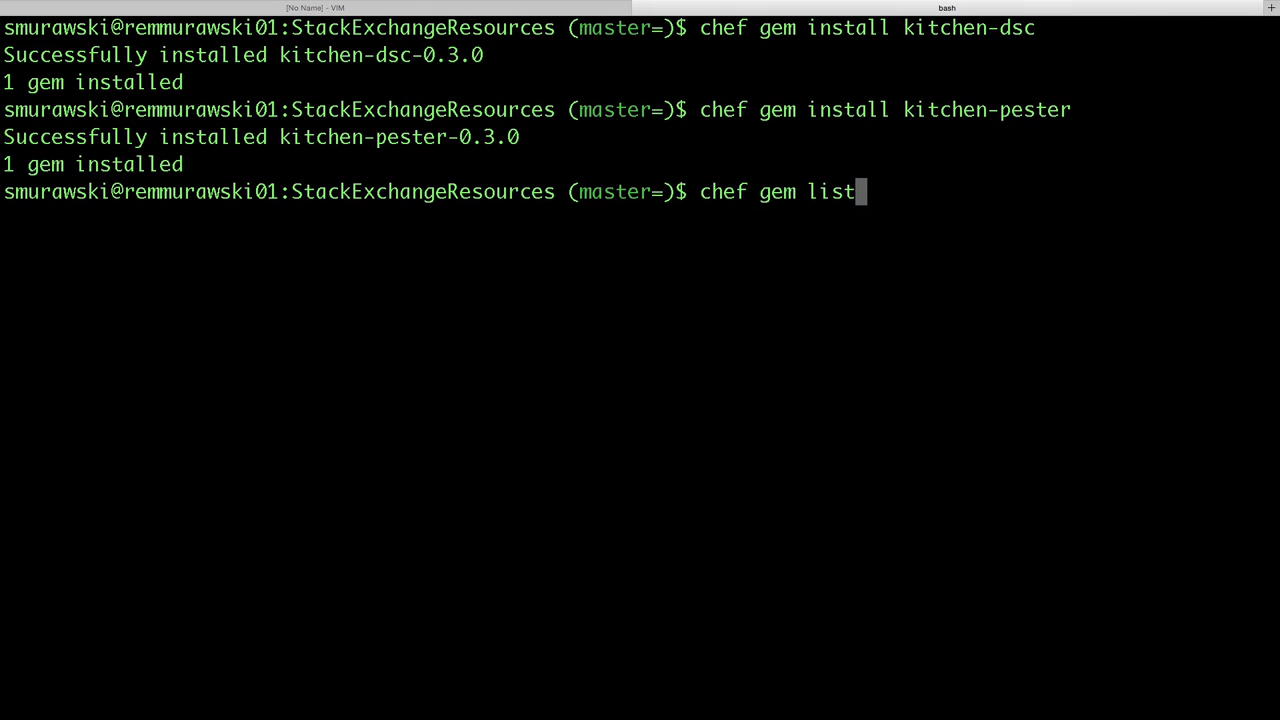 [No Name] - VIM
bash
+
smurawski@remmurawski01:StackExchangeResources (master=)$ chef gem install kitchen-dsc
Successfully installed kitchen-dsc-0.3.0
1 gem installed
smurawski@remmurawski01:StackExchangeResources (master=)$ chef gem install kitchen-pester
Successfully installed kitchen-pester-0.3.0
1 gem installed
smurawski@remmurawski01:StackExchangeResources (master=)$ chef gem list